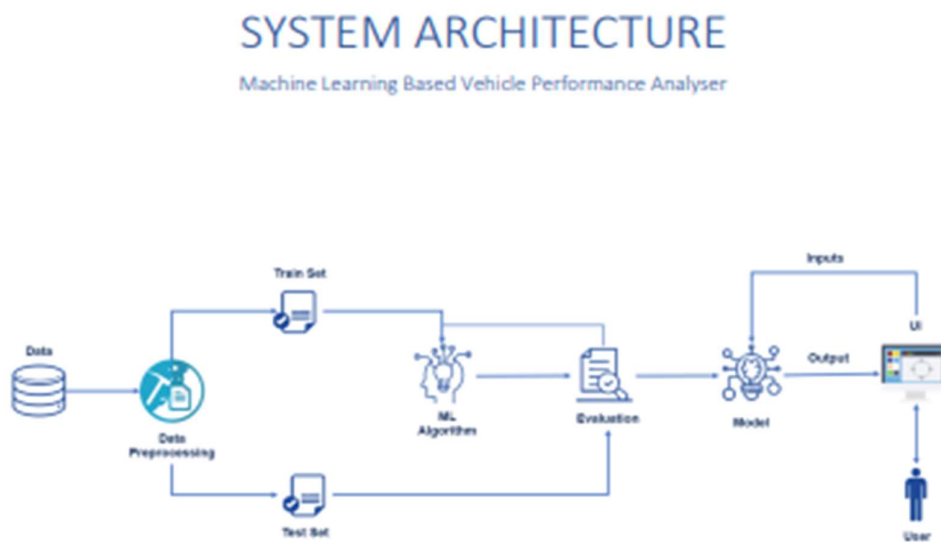 SYSTEM ARCHITECTURE
Machine Learning Based Vehicle Performance Analyser
Inputs
Train Set
UI
Data
Output
Data
Preprocessing
ML
Algorithm
Evaluation
Model
Test Set
User